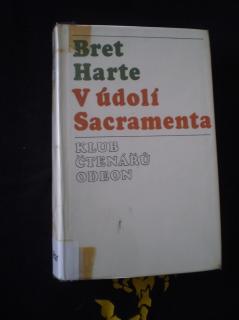 Bret
Harte
V údolí
Sacramenta
KLUB
ČTENÁŘŮ
ODEON